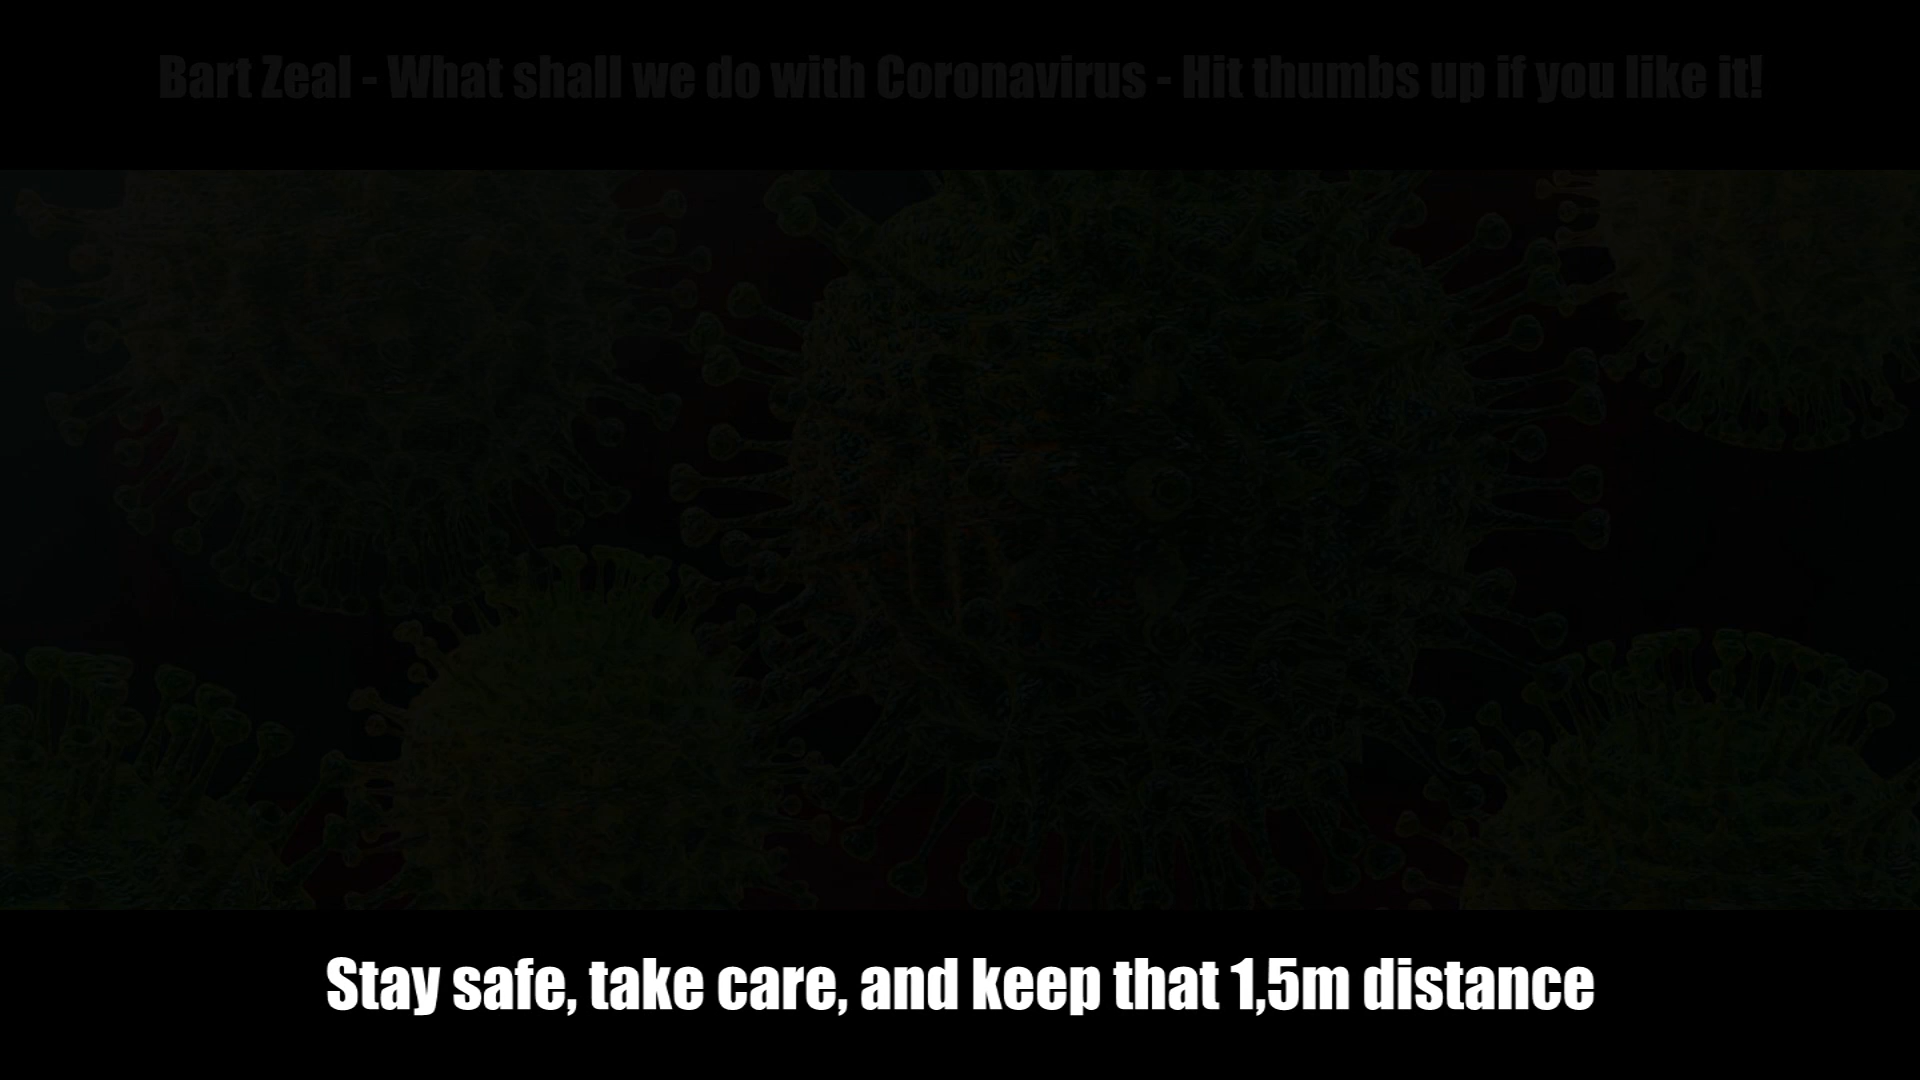 Bart Zeal - What shall we do with Coronavirus - Hit thumbs up if you like it!
Stay safe, take care, and keep that 1,5m distance